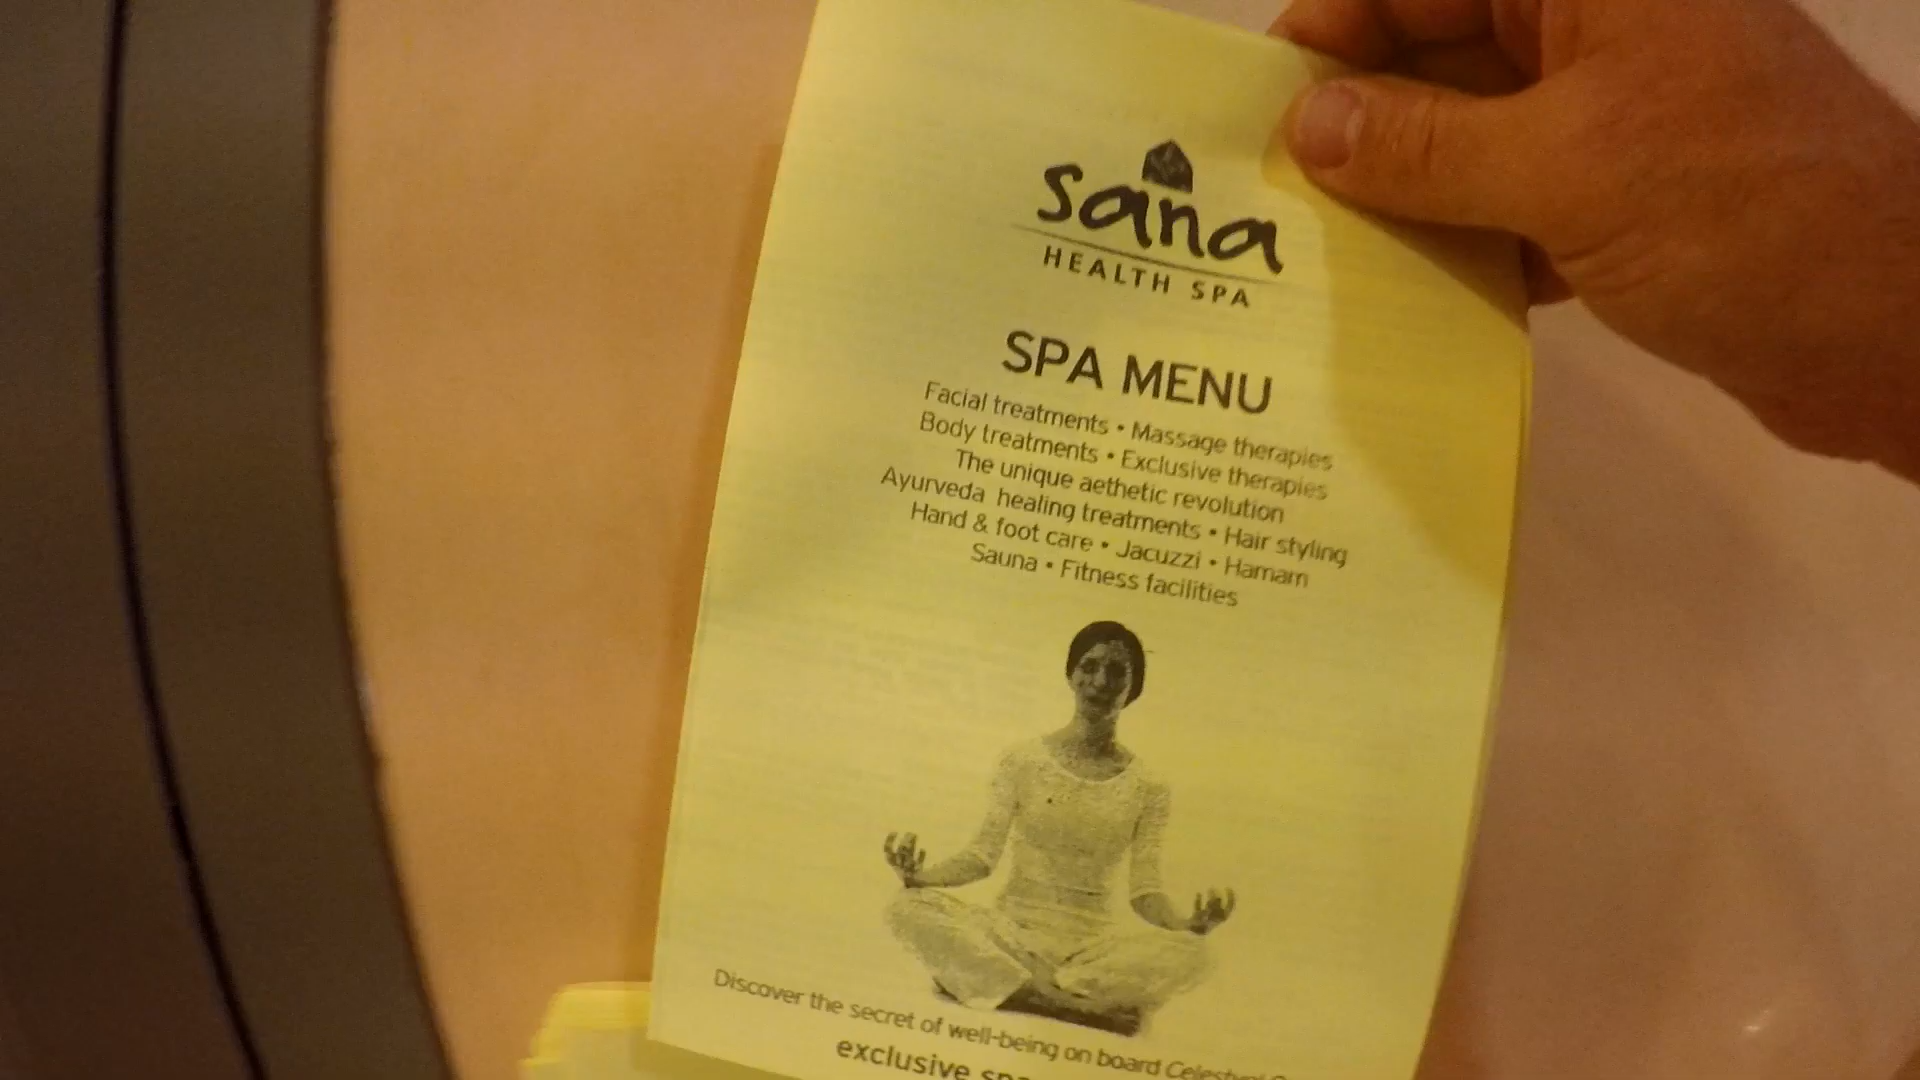 sana
HEALTH SPA
SPA MENU
Facial treatments • Massage therapies
Body treatments • Exclusive therapies
The unique aethetic revolution
Ayurveda healing treatments • Hair styling
Hand & foot care • Jacuzzi • Hamam
Sauna • Fitness facilities
Discover the secret of well-being on board
exclusive